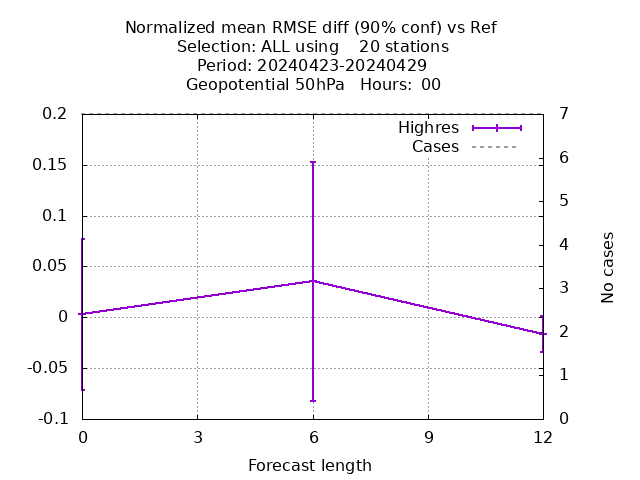 Normalized mean RMSE diff (90% conf) vs Ref
Selection: ALL using    20 stations
Period: 20240423-20240429
Geopotential 50hPa   Hours:  00
Highres
Cases
0.2
0.15
0.1
0.05
0
-0.05
-0.1
7
6
5
4
3
2
1
0
No cases
0 3 6 9 12
Forecast length